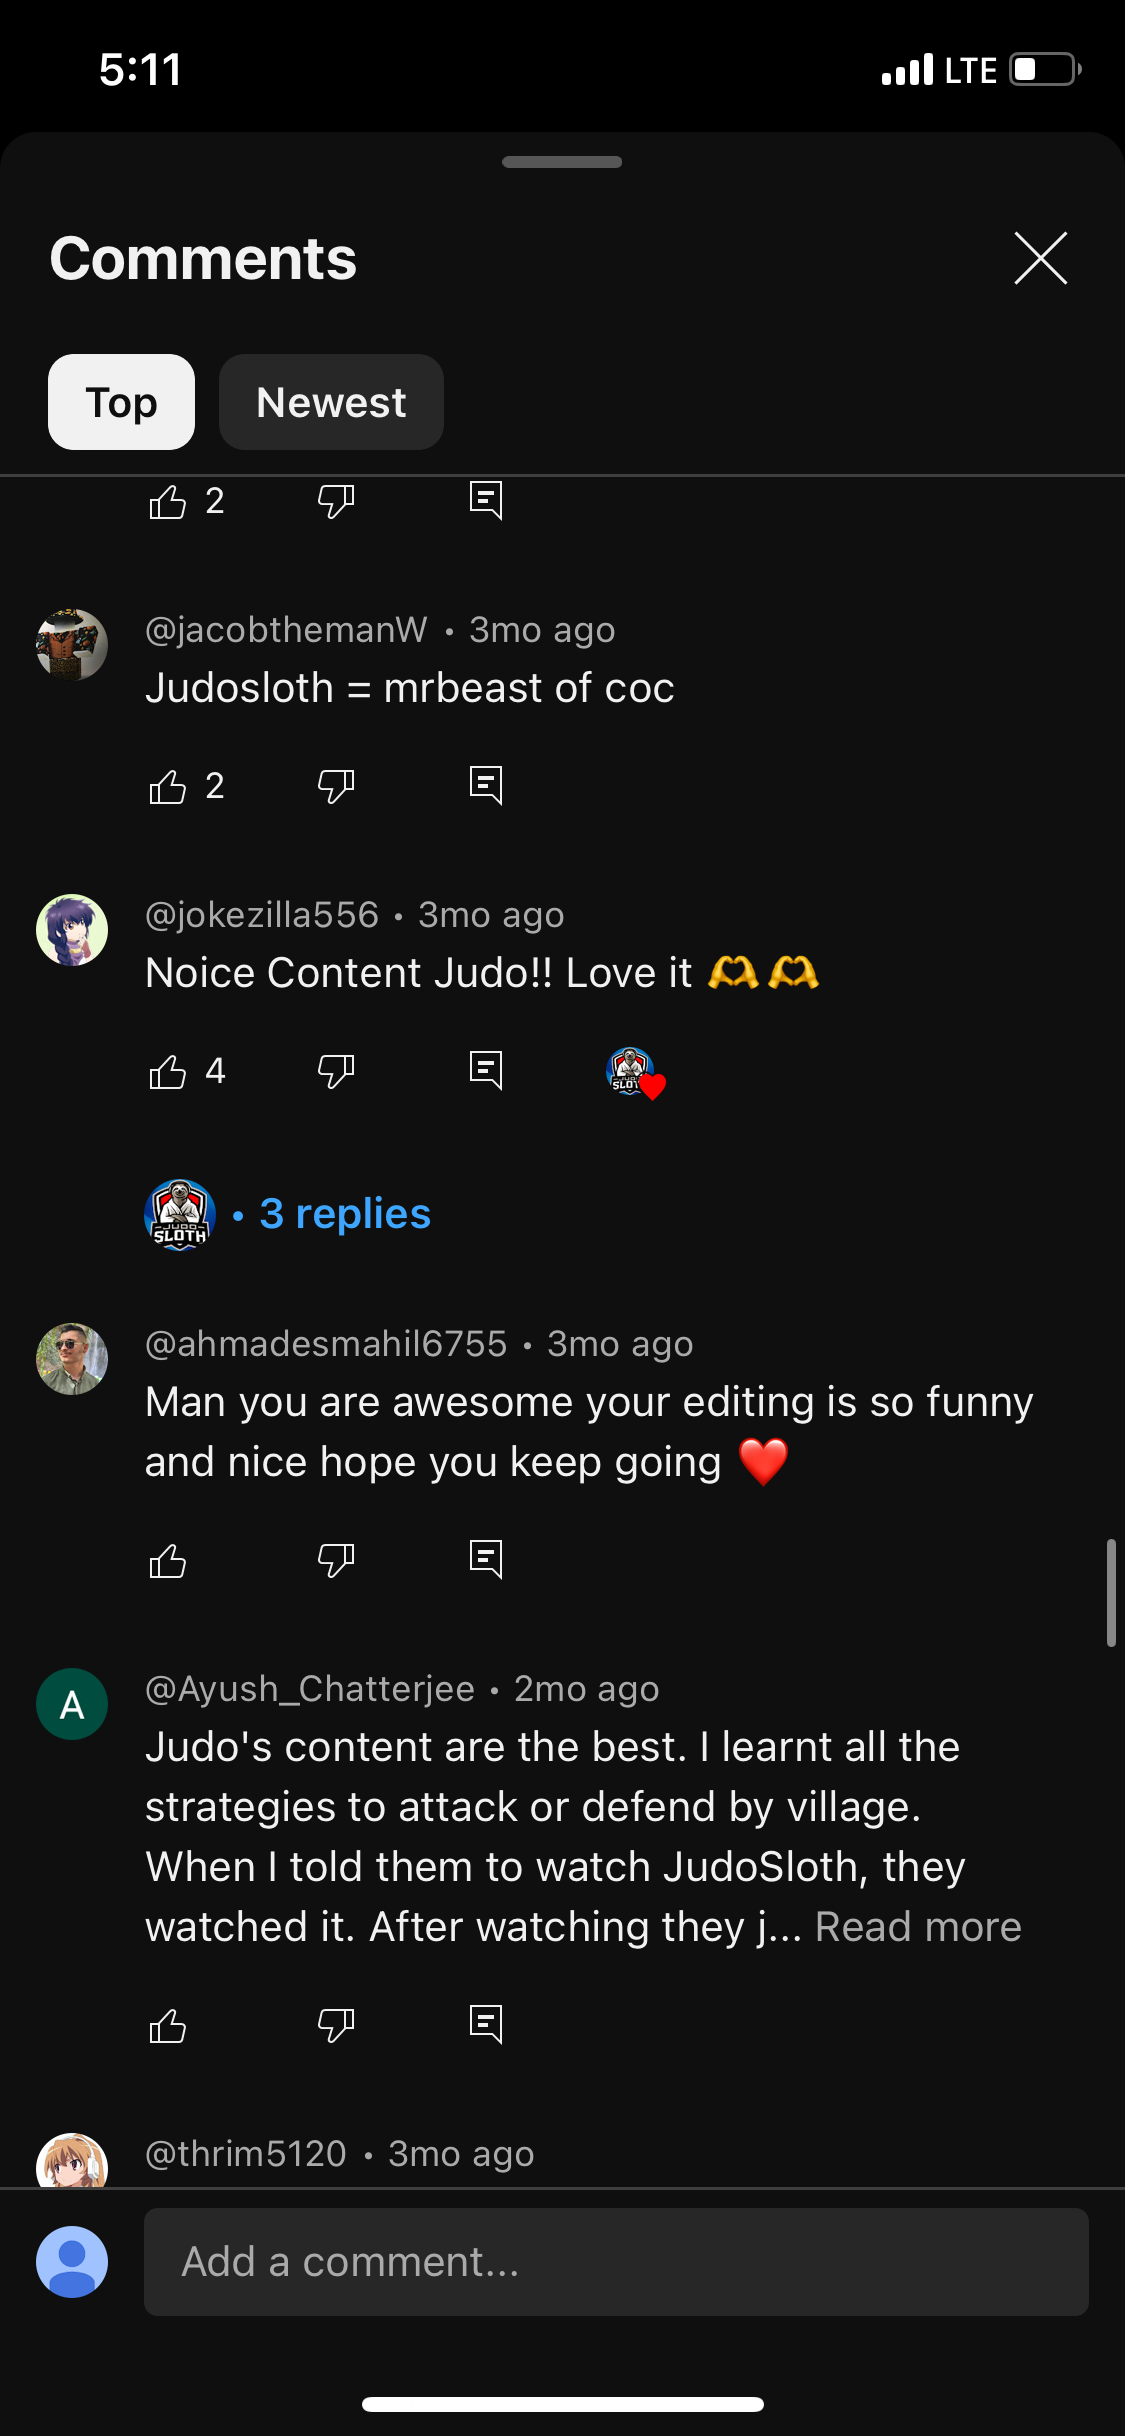 5:11
LTE
Comments
Top
Newest
2
@jacobthemanW • 3mo ago
Judosloth = mrbeast of coc
2
@jokezilla556 • 3mo ago
Noice Content Judo!! Love it 🫶🫶
4
JUDO
SLOTH
• 3 replies
@ahmadesmahil6755 • 3mo ago
Man you are awesome your editing is so funny
and nice hope you keep going ❤️
A
@Ayush_Chatterjee • 2mo ago
Judo's content are the best. I learnt all the
strategies to attack or defend by village.
When I told them to watch JudoSloth, they
watched it. After watching they j... Read more
@thrim5120 • 3mo ago
Add a comment...